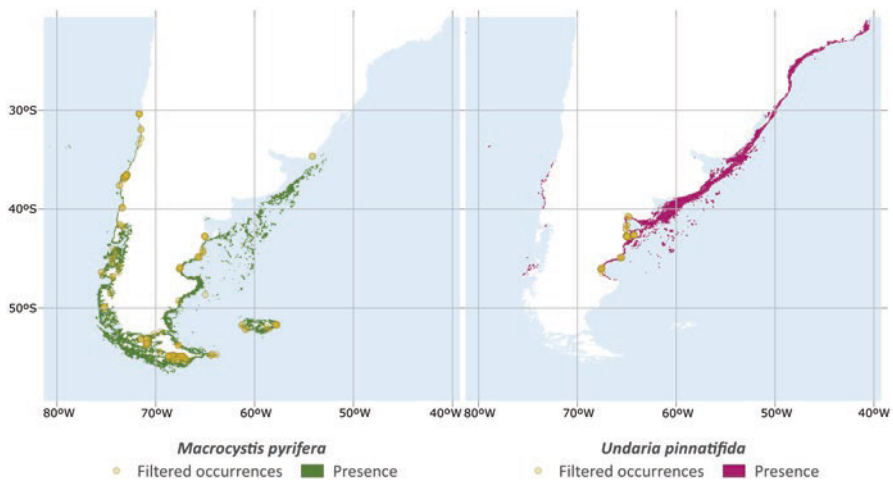 30ºS
40ºS
50ºS
80ºW 70ºW 60ºW 50ºW 40ºW 80ºW 70ºW 60ºW 50ºW 40ºW
Macrocystis pyrifera Undaria pinnatifida
Filtered occurrences Presence Filtered occurrences Presence